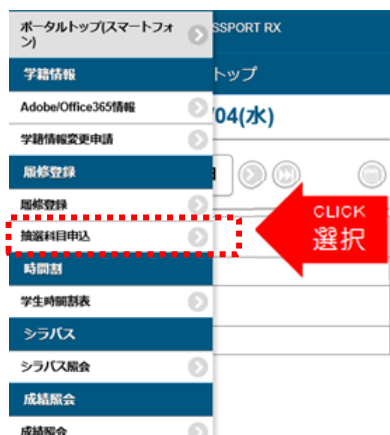 ポータルトップ(スマートフォ
ン)
SSPORT RX
学籍情報
トップ
Adobe/Office365情報
/04(水)
学籍情報変更申請
履修登録
履修登録
抽選科目申込
CLICK
選択
時間割
学生時間割表
シラバス
シラバス照会
成績照会
成績照会